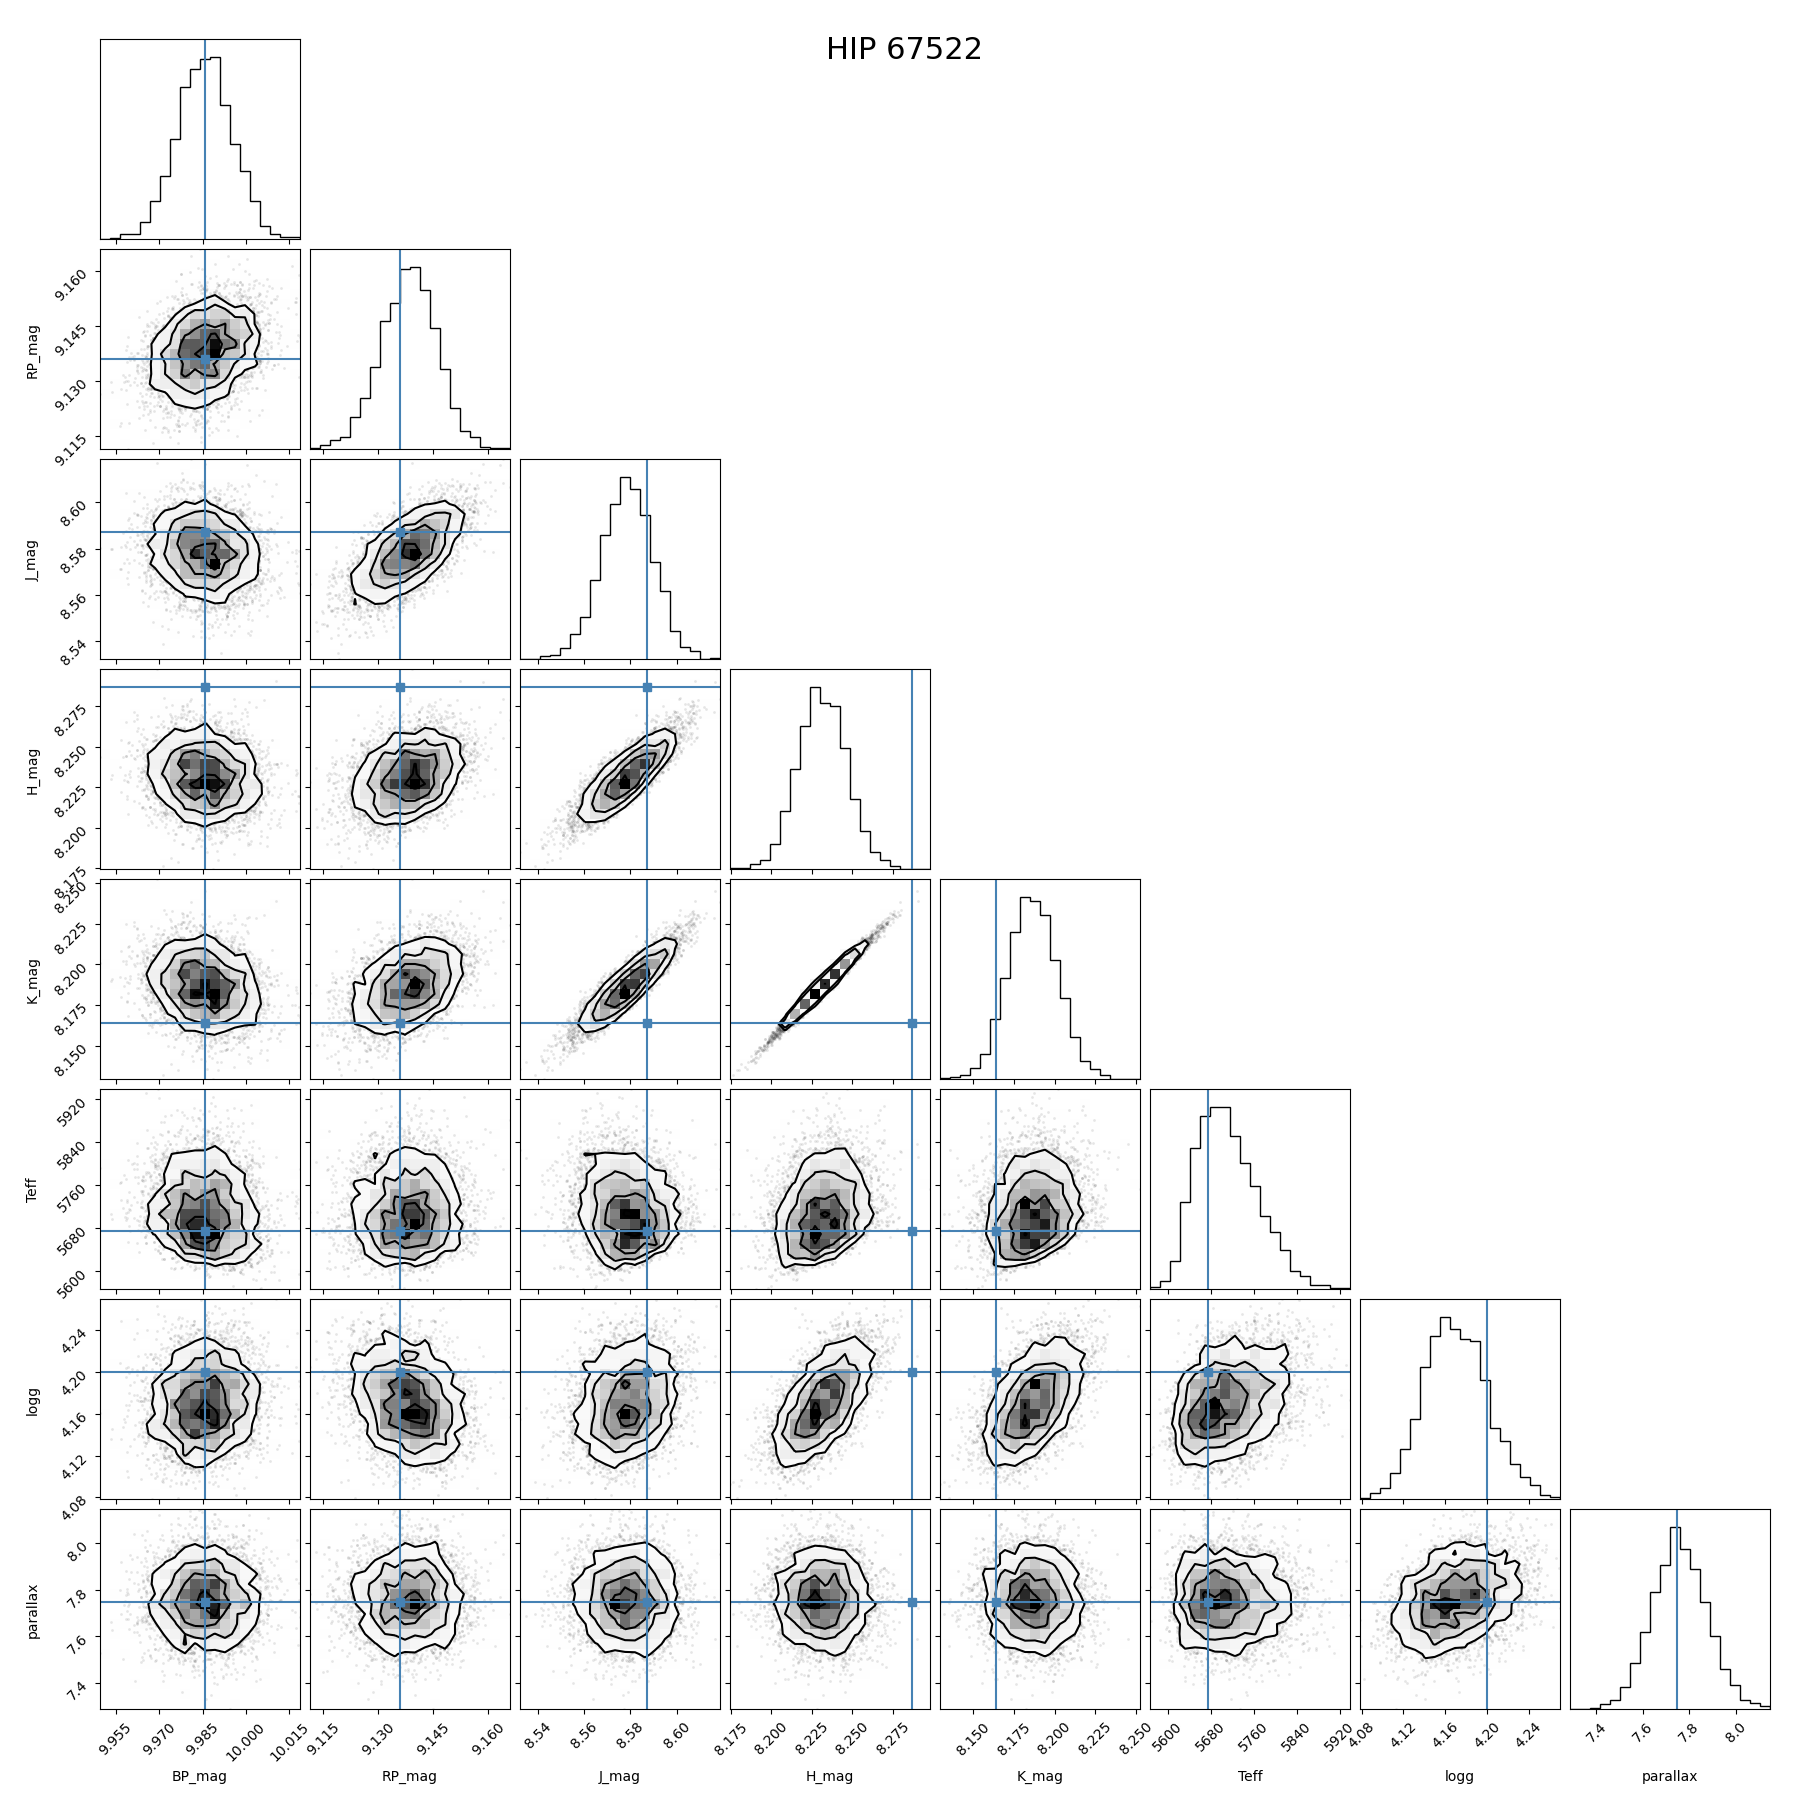 HIP 67522
9.160
9.145
9.130
9.115
RP_mag
8.60
8.58
8.56
8.54
J_mag
8.275
8.250
8.225
8.200
8.175
H_mag
8.250
8.225
8.200
8.175
8.150
K_mag
5920
5840
5760
5680
5600
Teff
4.24
4.20
4.16
4.12
4.08
logg
8.0
7.8
7.6
7.4
parallax
9.955 9.970 9.985 10.000 10.015
9.115 9.130 9.145 9.160
8.54 8.56 8.58 8.60
8.175 8.200 8.225 8.250 8.275
8.150 8.175 8.200 8.225 8.250
5600 5680 5760 5840 5920
4.08 4.12 4.16 4.20 4.24
7.4 7.6 7.8 8.0
BP_mag RP_mag J_mag H_mag K_mag Teff logg parallax